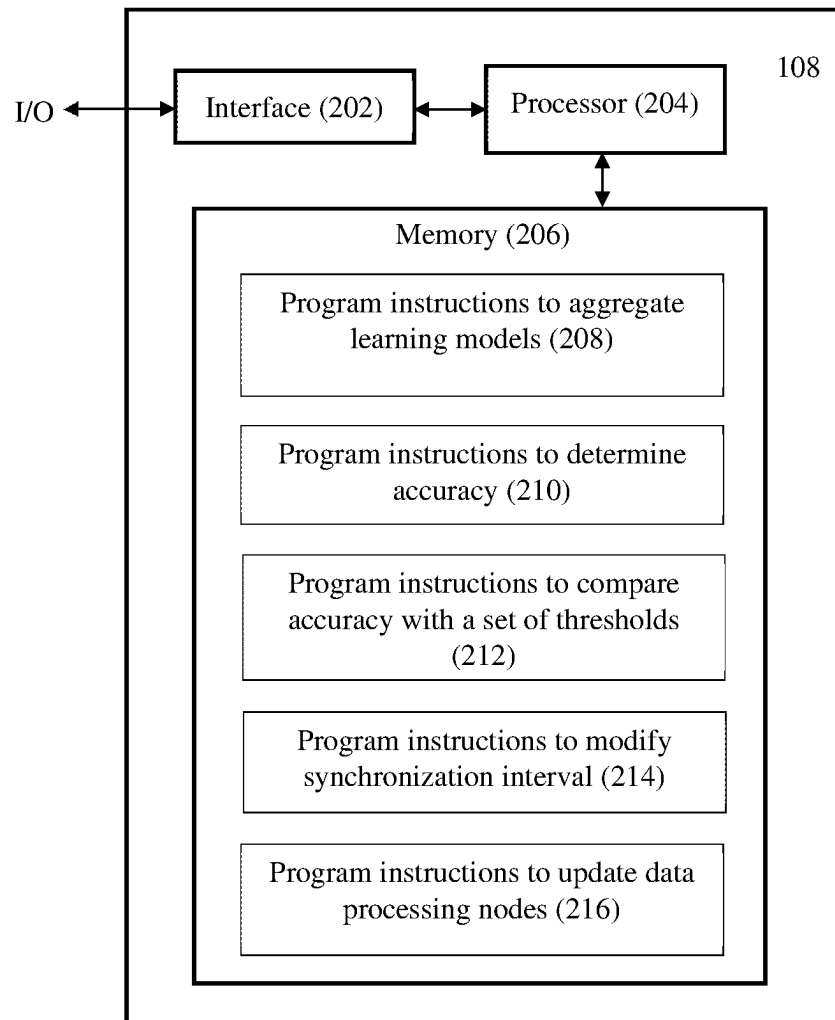 108
I/O
Interface (202)
Processor (204)
Memory (206)
Program instructions to aggregate
learning models (208)
Program instructions to determine
accuracy (210)
Program instructions to compare
accuracy with a set of thresholds
(212)
Program instructions to modify
synchronization interval (214)
Program instructions to update data
processing nodes (216)